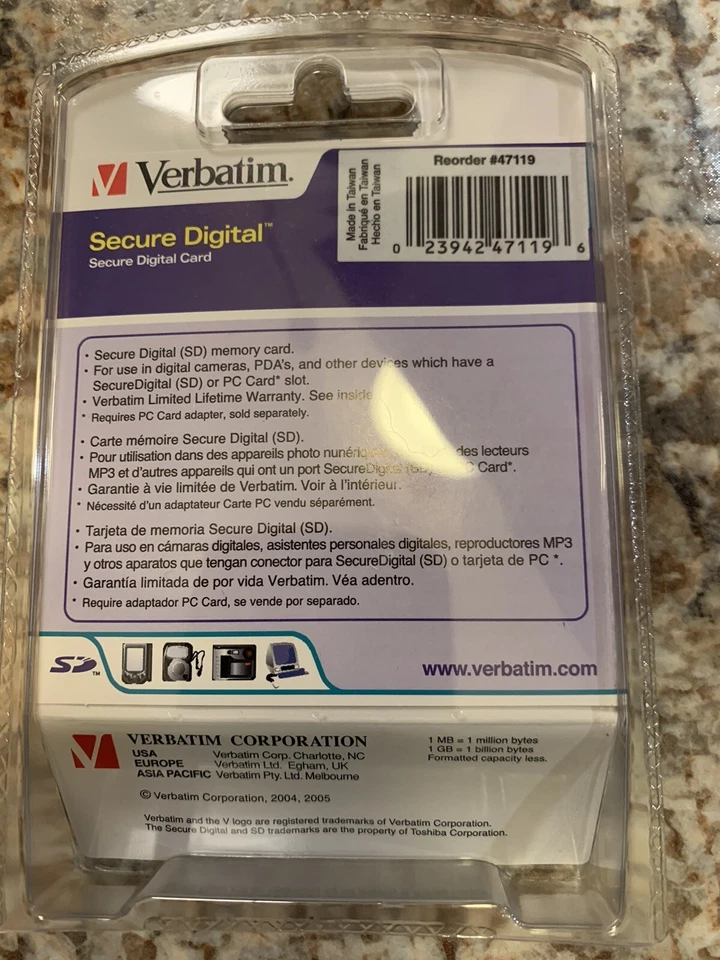 Verbatim.
Secure Digital™
Secure Digital Card
Reorder #47119
Made in Taiwan
Fabriqué en Taiwan
Hecho en Taiwan
0 23942 47119 6
• Secure Digital (SD) memory card.
• For use in digital cameras, PDA's, and other devices which have a
SecureDigital (SD) or PC Card* slot.
• Verbatim Limited Lifetime Warranty. See inside
* Requires PC Card adapter, sold separately.
• Carte mémoire Secure Digital (SD).
• Pour utilisation dans des appareils photo des lecteurs
MP3 et d'autres appareils qui ont un port SecureDigital Card*.
• Garantie à vie limitée de Verbatim. Voir à l'intérieur.
* Nécessité d'un adaptateur Carte PC vendu séparément.
• Tarjeta de memoria Secure Digital (SD).
• Para uso en cámaras digitales, asistentes personales digitales, reproductores MP3
y otros aparatos que tengan conector para SecureDigital (SD) o tarjeta de PC *.
• Garantía limitada de por vida Verbatim. Véa adentro.
* Require adaptador PC Card, se vende por separado.
SD™
www.verbatim.com
VERBATIM CORPORATION
USA Verbatim Corp. Charlotte, NC
EUROPE Verbatim Ltd. Egham, UK
ASIA PACIFIC Verbatim Pty. Ltd. Melbourne
1 MB = 1 million bytes
1 GB = 1 billion bytes
Formatted capacity less.
© Verbatim Corporation, 2004, 2005
Verbatim and the V logo are registered trademarks of Verbatim Corporation.
The Secure Digital and SD trademarks are the property of Toshiba Corporation.